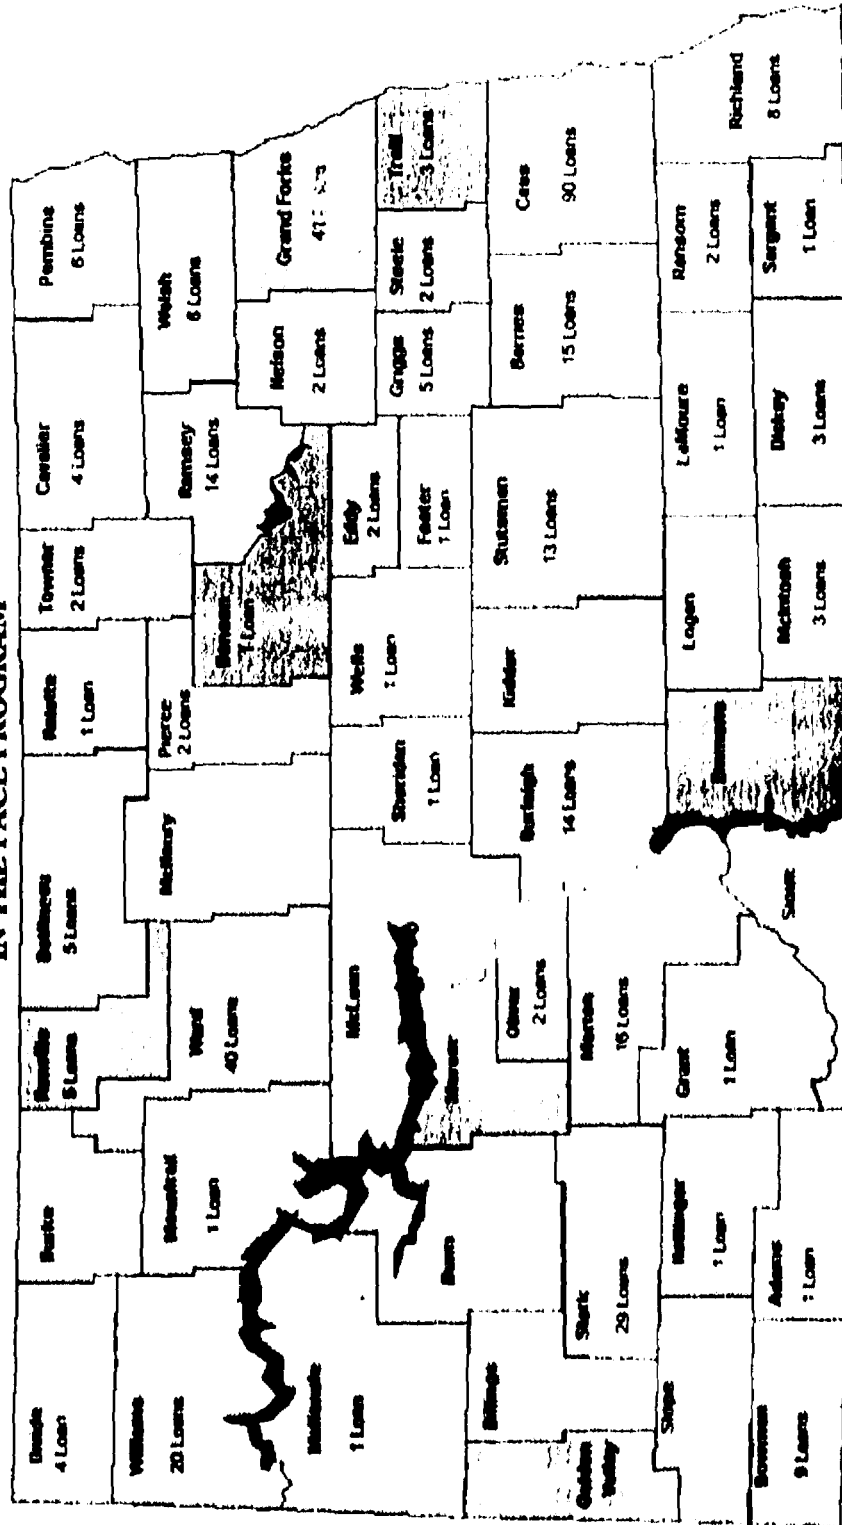 IN THE PACE PROGRAM
Divide
4 Loan
Burke
Renville
5 Loans
Bottineau
5 Loans
Rolette
1 Loan
Towner
2 Loans
Cavalier
4 Loans
Pembina
6 Loans
Williams
20 Loans
Mountrail
1 Loan
Ward
40 Loans
McHenry
Pierce
2 Loans
Benson
1 Loan
Ramsey
14 Loans
Walsh
6 Loans
Nelson
2 Loans
Grand Forks
McKenzie
1 Loan
Dunn
Mercer
McLean
Sheridan
1 Loan
Wells
1 Loan
Eddy
2 Loans
Foster
1 Loan
Griggs
5 Loans
Steele
2 Loans
Traill
3 Loans
Golden
Valley
Billings
Stark
29 Loans
Oliver
2 Loans
Morton
16 Loans
Burleigh
14 Loans
Kidder
Stutsman
13 Loans
Barnes
15 Loans
Cass
90 Loans
Slope
Hettinger
1 Loan
Grant
1 Loan
Sioux
Emmons
Logan
LaMoure
1 Loan
Ransom
2 Loans
Richland
8 Loans
Bowman
9 Loans
Adams
1 Loan
McIntosh
3 Loans
Dickey
3 Loans
Sargent
1 Loan